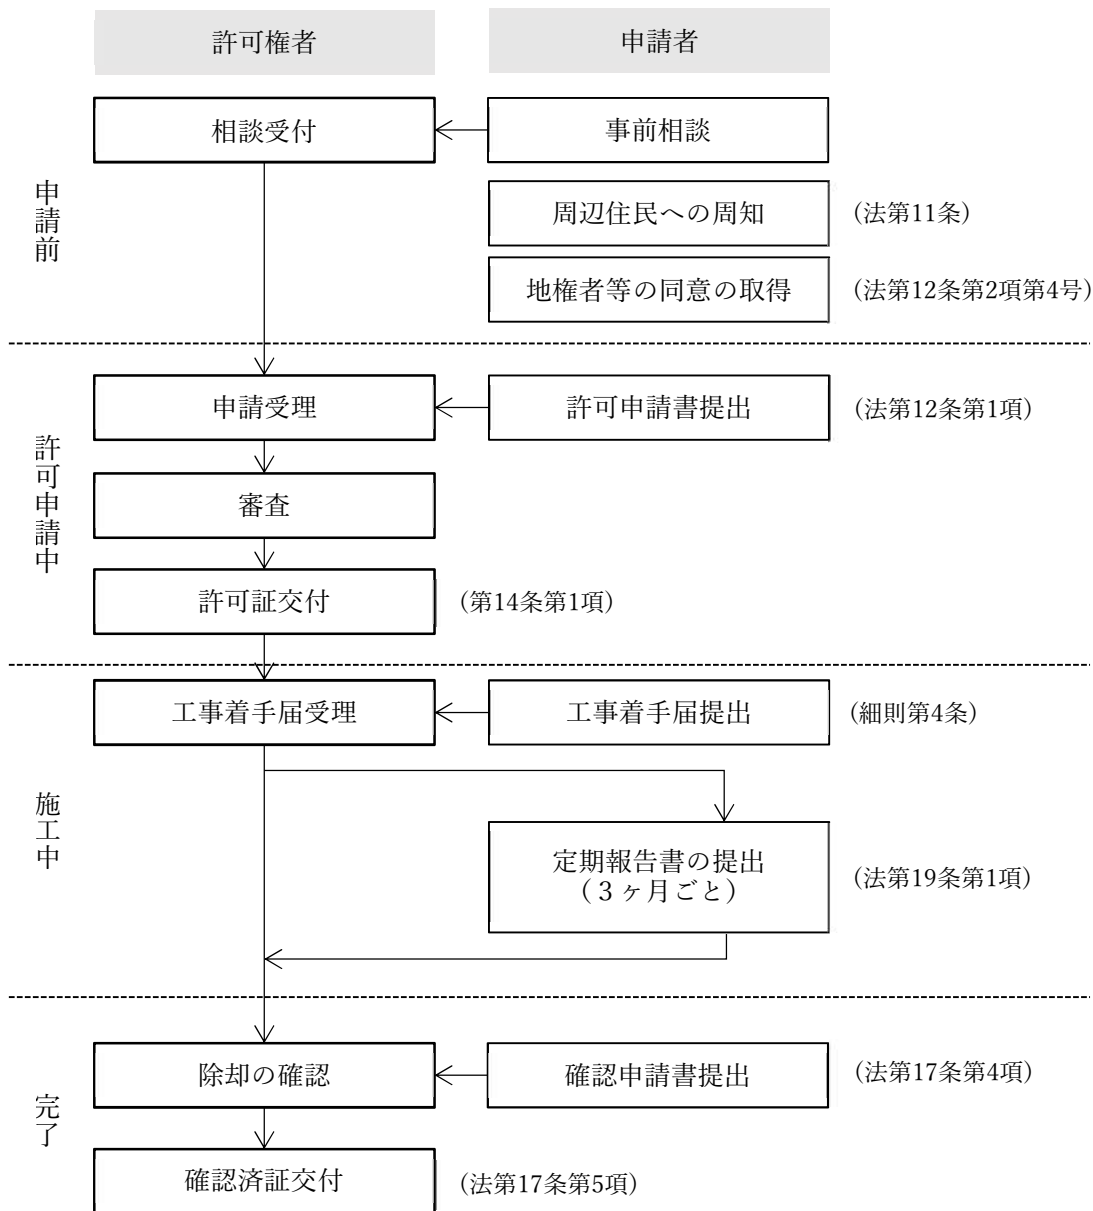 許可権者
申請者
申請前
相談受付
事前相談
周辺住民への周知
(法第11条)
地権者等の同意の取得
(法第12条第2項第4号)
許可申請中
申請受理
許可申請書提出
(法第12条第1項)
審査
許可証交付
(第14条第1項)
施工中
工事着手届受理
工事着手届提出
(細則第4条)
定期報告書の提出
（３ヶ月ごと）
(法第19条第1項)
完了
除却の確認
確認申請書提出
(法第17条第4項)
確認済証交付
(法第17条第5項)